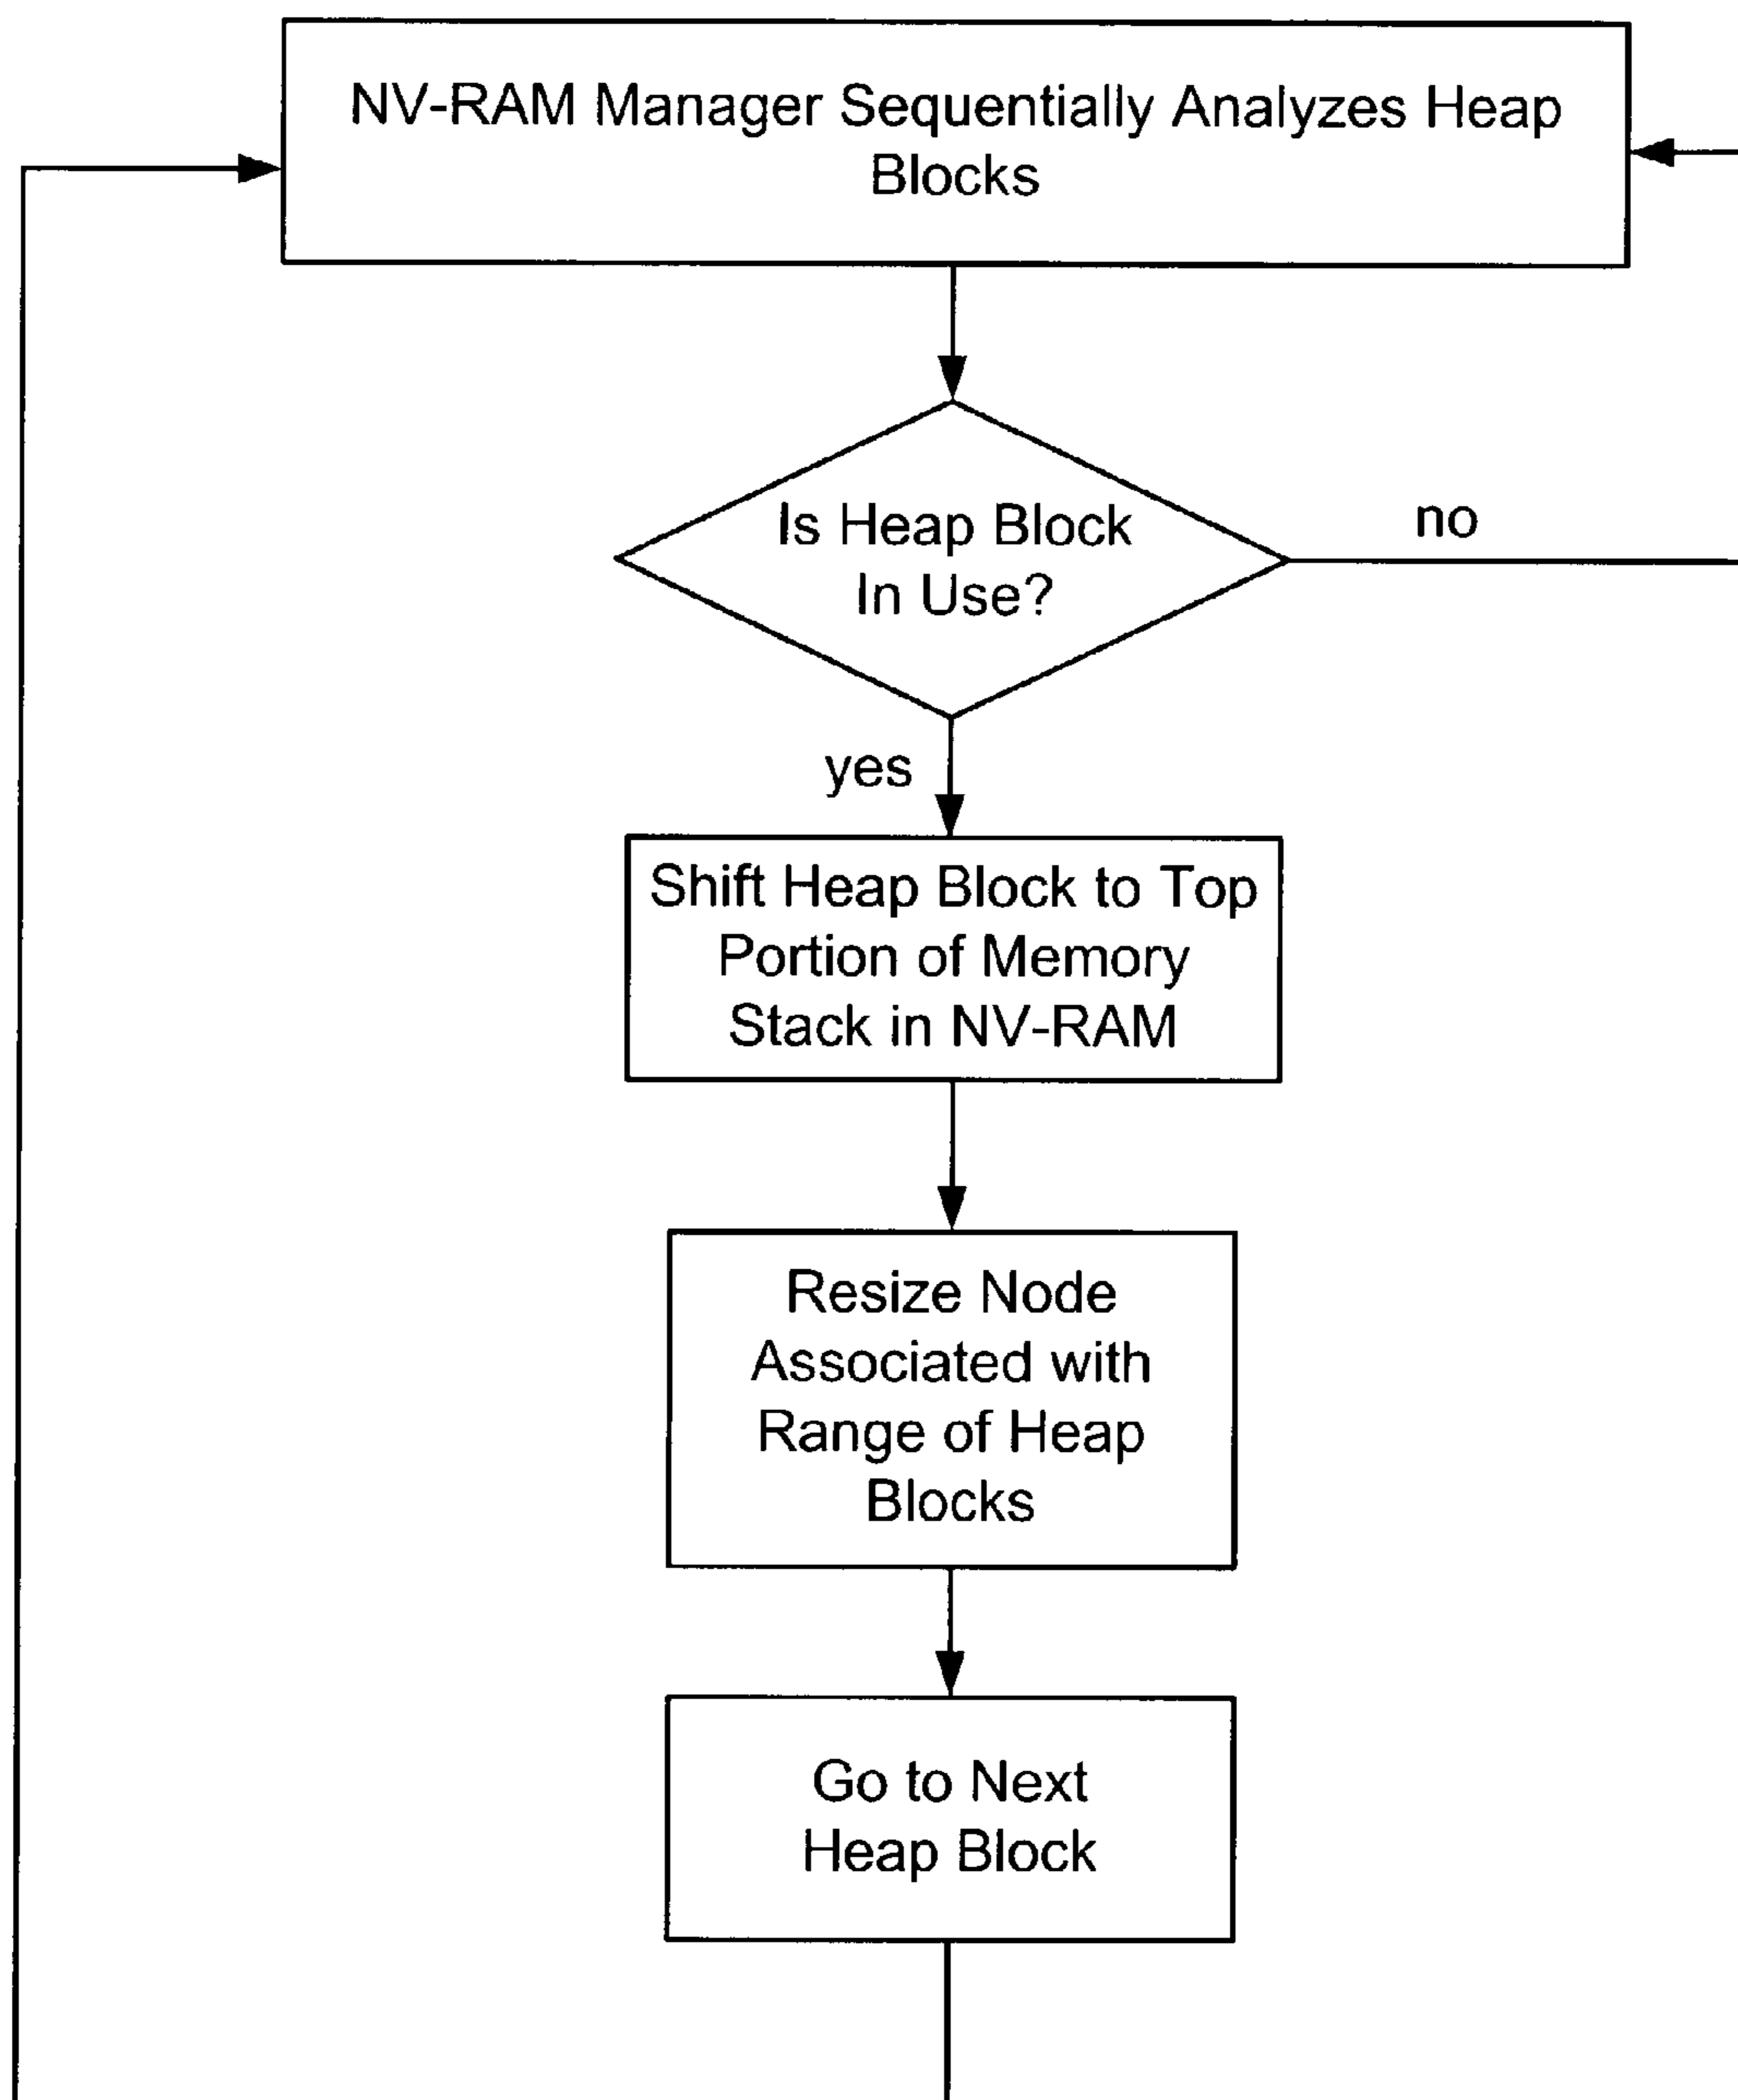 NV-RAM Manager Sequentially Analyzes Heap
Blocks
Is Heap Block
In Use?
no
yes
Shift Heap Block to Top
Portion of Memory
Stack in NV-RAM
Resize Node
Associated with
Range of Heap
Blocks
Go to Next
Heap Block